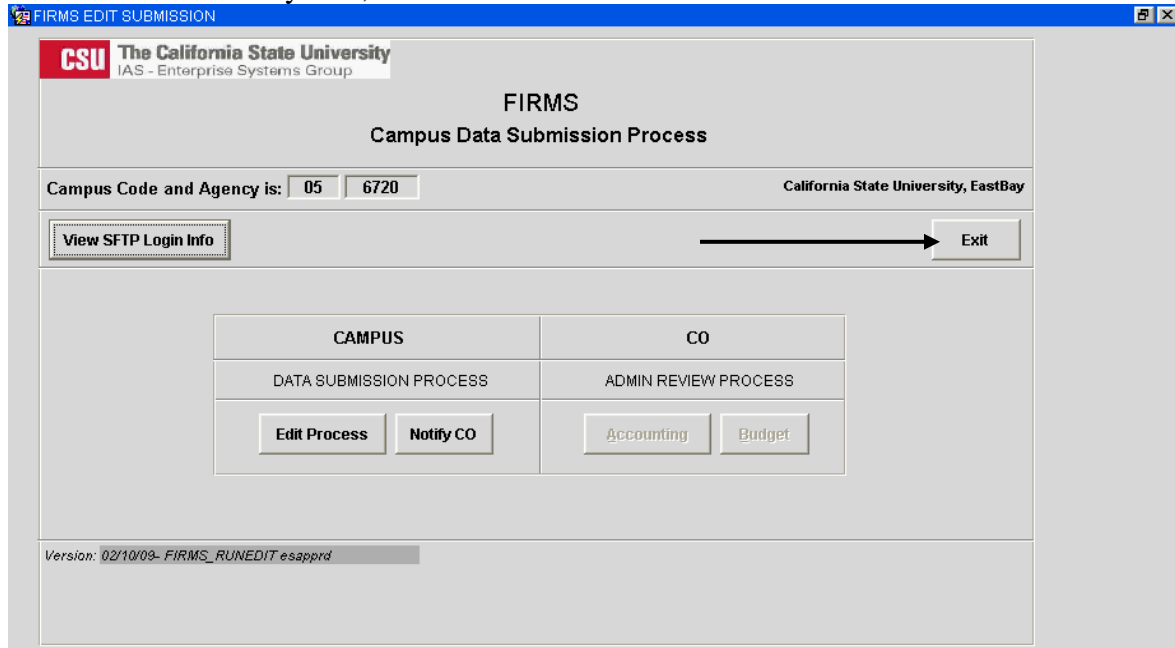 FIRMS EDIT SUBMISSION
CSU The California State University
IAS - Enterprise Systems Group
FIRMS
Campus Data Submission Process
Campus Code and Agency is: 05 6720 California State University, EastBay
View SFTP Login Info Exit
CAMPUS CO
DATA SUBMISSION PROCESS ADMIN REVIEW PROCESS
Edit Process Notify CO Accounting Budget
Version: 02/10/09- FIRMS_RUNEDIT esapprd